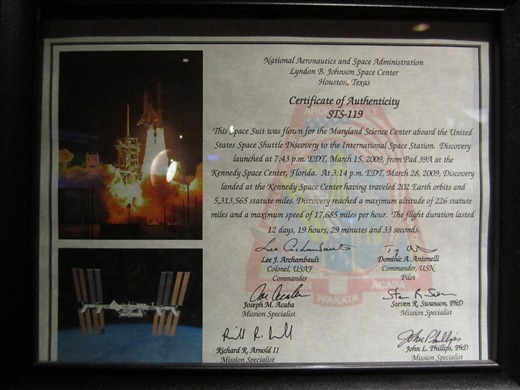 National Aeronautics and Space Administration
Lyndon B. Johnson Space Center
Houston, Texas
Certificate of Authenticity
STS-119
This Space Suit was flown for the Maryland Science Center aboard the United
States Space Shuttle Discovery to the International Space Station. Discovery
launched at 7:43 p.m. EDT, March 15, 2009, from Pad 39A at the
Kennedy Space Center, Florida. At 3:14 p.m. EDT, March 28, 2009, Discovery
landed at the Kennedy Space Center having traveled 202 Earth orbits and
5,313,565 statute miles. Discovery reached a maximum altitude of 226 statute
miles and a maximum speed of 17,685 miles per hour. The flight duration lasted
12 days, 19 hours, 29 minutes and 33 seconds.
Lee J. Archambault Dominic A. Antonelli
Colonel, USAF Commander, USN
Commander Pilot
WAKATA
Joseph M. Acaba Steven R. Swanson, PhD
Mission Specialist Mission Specialist
Richard R. Arnold II John L. Phillips, PhD
Mission Specialist Mission Specialist